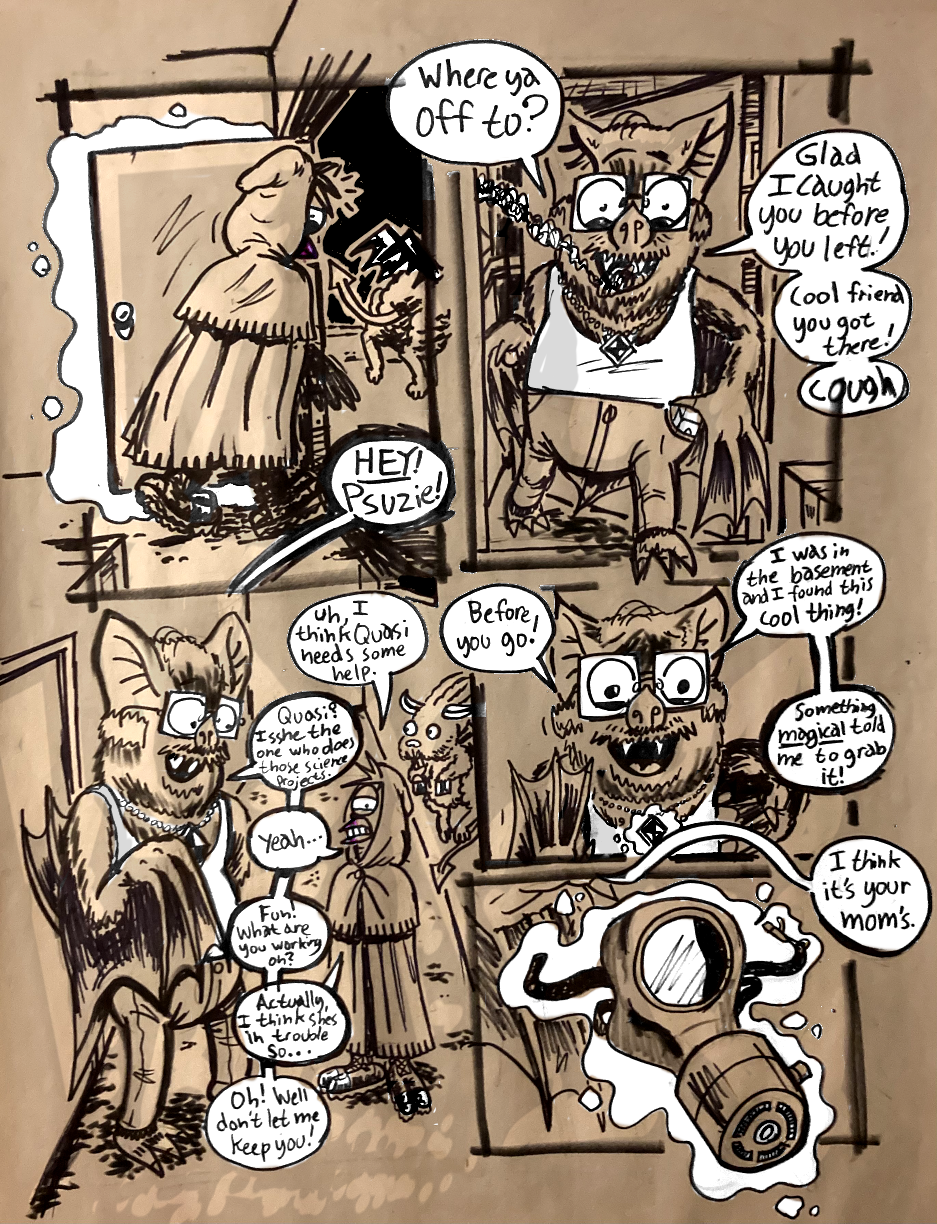 HEY!
Psuzie!
Where ya
off to?
Glad
I caught
you before
you left!
Cool friend
you got
there!
cough
uh, I
think Quasi
needs some
help.
Quasi?
Isshe the
one who does
those science
projects.
Yeah...
Fun!
What are
you working
on?
Actually,
I think shes
in trouble
so...
Oh! Well
don't let me
keep you!
Before
you go!
I was in
the basement
and I found this
cool thing!
Something
magical told
me to grab
it!
I think
it's your
mom's.